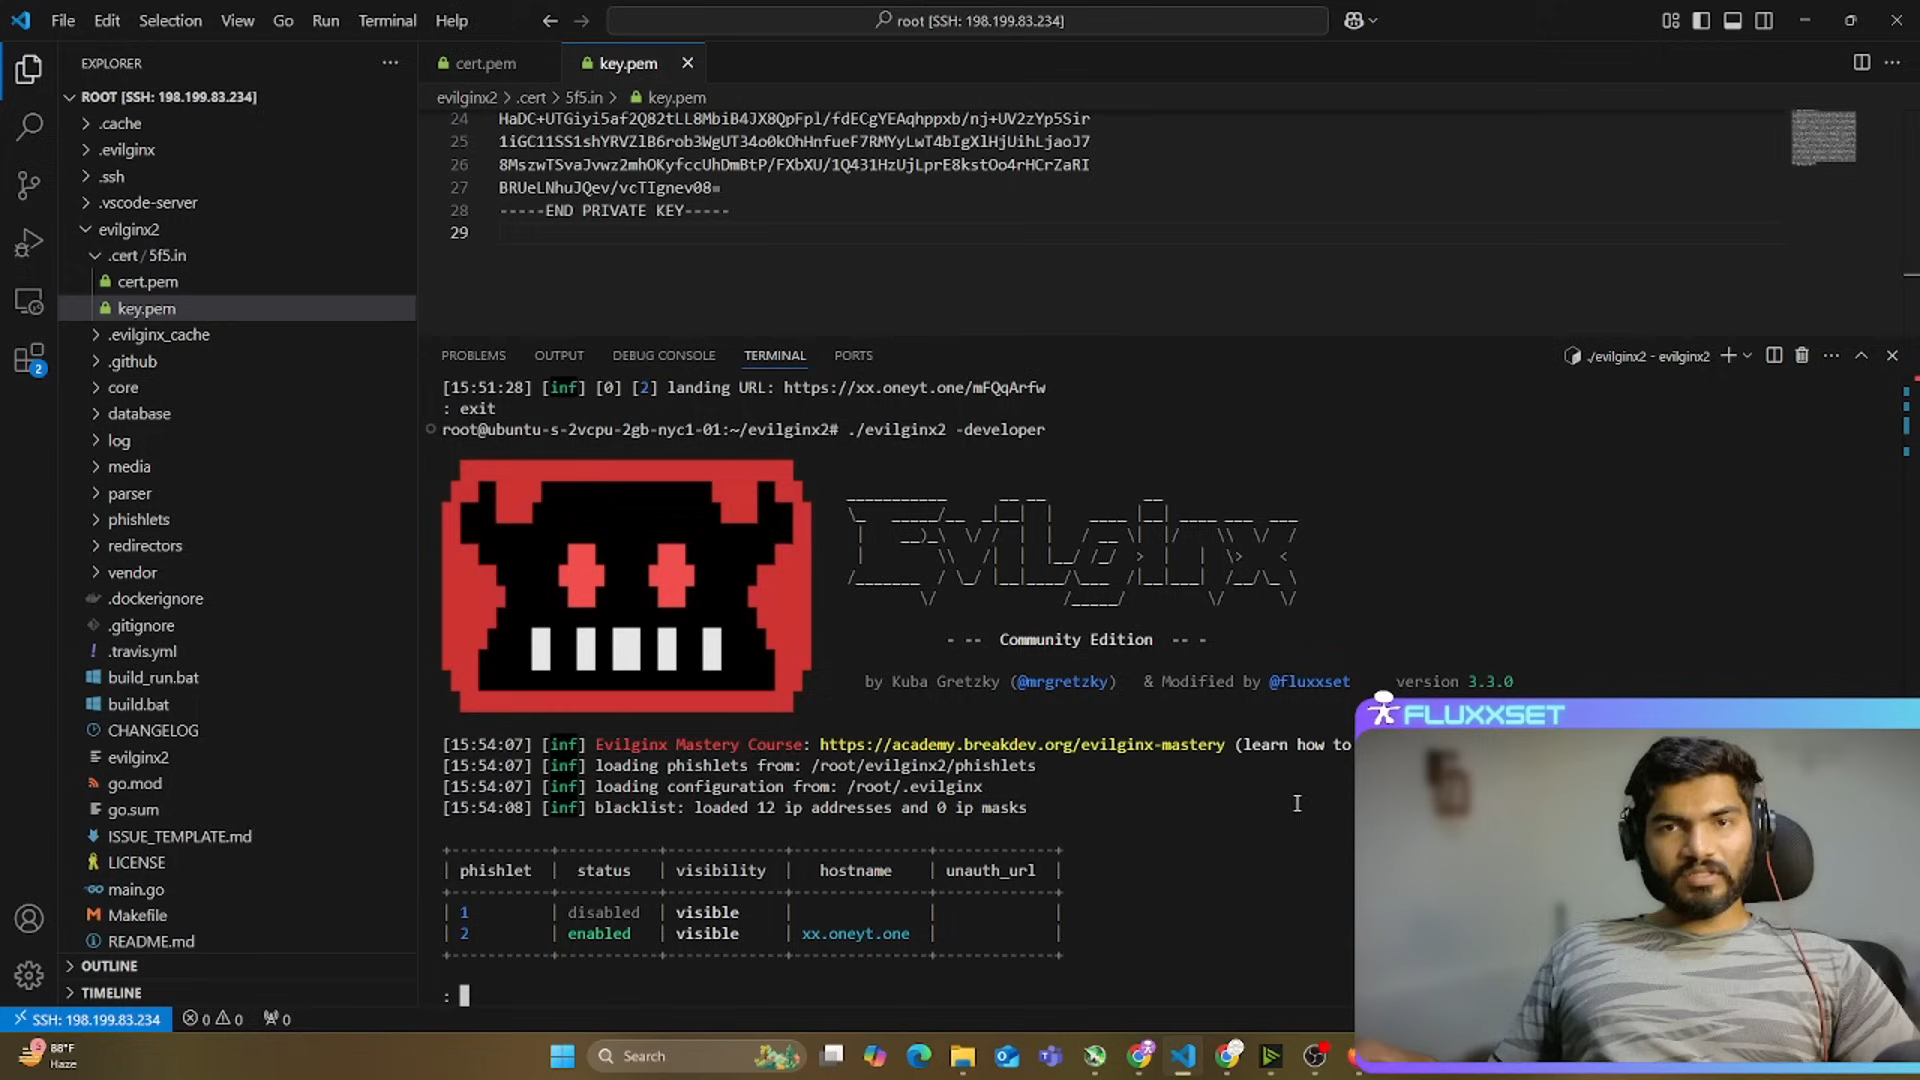 File Edit Selection View Go Run Terminal Help
root [SSH: 198.199.83.234]
EXPLORER
ROOT [SSH: 198.199.83.234]
.cache
.evilginx
.ssh
.vscode-server
evilginx2
.cert / 5f5.in
cert.pem
key.pem
.evilginx_cache
.github
core
database
log
media
parser
phishlets
redirectors
vendor
.dockerignore
.gitignore
.travis.yml
build_run.bat
build.bat
CHANGELOG
evilginx2
go.mod
go.sum
ISSUE_TEMPLATE.md
LICENSE
main.go
Makefile
README.md
OUTLINE
TIMELINE
cert.pem key.pem
evilginx2 > .cert > 5f5.in > key.pem
24 HaDC+UTGiyi5af2Q82tLL8MbiB4JX8QpFpl/fdECgYEAqhppxb/nj+UV2zYp5Sir
25 1iGC11SS1shYRVZlB6rob3WgUT34o0kOhHnfueF7RMYyLwT4bIgXlHjUihLjaoJ7
26 8MszwTSvaJvwz2mhOKyfccUhDmBtP/FXbXU/1Q431HzUjLprE8kstOo4rHCrZaRI
27 BRUeLNhuJQev/vcTIgnev08=
28 -----END PRIVATE KEY-----
29
PROBLEMS OUTPUT DEBUG CONSOLE TERMINAL PORTS
./evilginx2 - evilginx2
[15:51:28] [inf] [0] [2] landing URL: https://xx.oneyt.one/mFQqArfw
: exit
root@ubuntu-s-2vcpu-2gb-nyc1-01:~/evilginx2# ./evilginx2 -developer
Evilginx
- -- Community Edition -- -
by Kuba Gretzky (@mrgretzky) & Modified by @fluxxset version 3.3.0
[15:54:07] [inf] Evilginx Mastery Course: https://academy.breakdev.org/evilginx-mastery (learn how to
[15:54:07] [inf] loading phishlets from: /root/evilginx2/phishlets
[15:54:07] [inf] loading configuration from: /root/.evilginx
[15:54:08] [inf] blacklist: loaded 12 ip addresses and 0 ip masks
phishlet | status | visibility | hostname | unauth_url
1 | disabled | visible
2 | enabled | visible | xx.oneyt.one
:
FLUXXSET
2
SSH: 198.199.83.234 0 0 0
88°F
Haze
Search